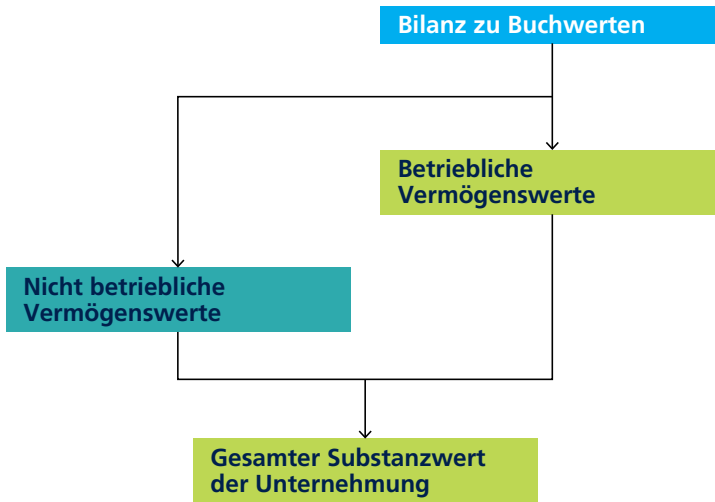 Bilanz zu Buchwerten
Betriebliche
Vermögenswerte
Nicht betriebliche
Vermögenswerte
Gesamter Substanzwert
der Unternehmung